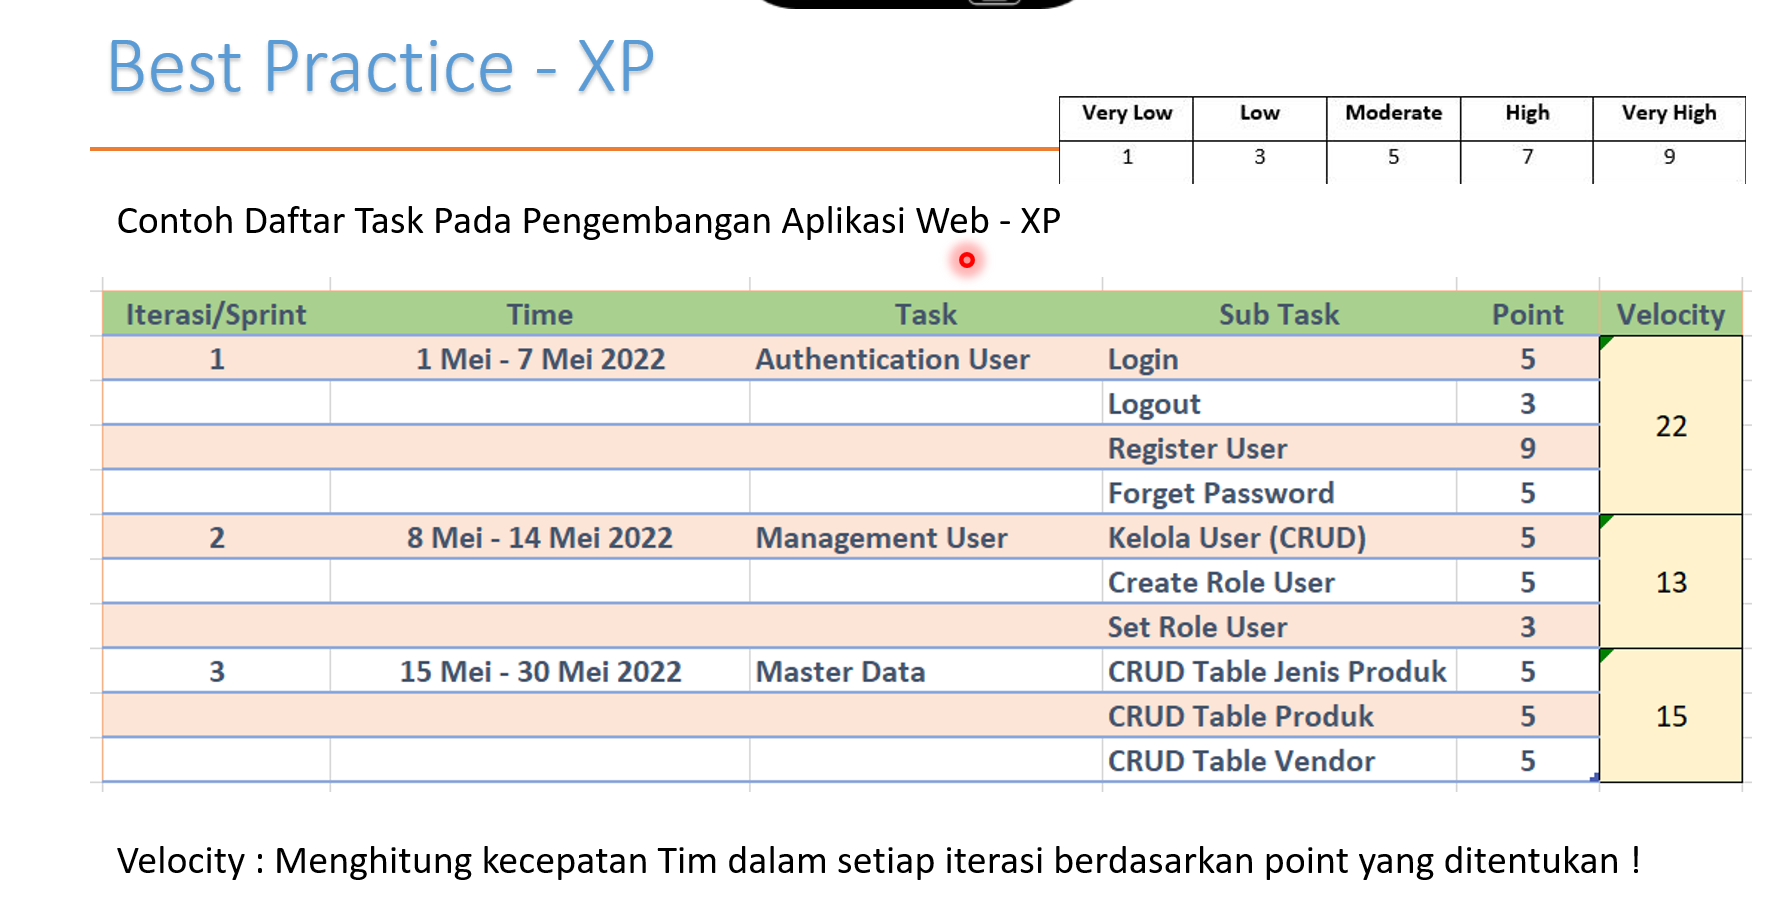 Best Practice - XP
Very Low Low Moderate High Very High
1 3 5 7 9
Contoh Daftar Task Pada Pengembangan Aplikasi Web - XP
Iterasi/Sprint Time Task Sub Task Point Velocity
1 1 Mei - 7 Mei 2022 Authentication User Login 5
Logout 3
22
Register User 9
Forget Password 5
2 8 Mei - 14 Mei 2022 Management User Kelola User (CRUD) 5
Create Role User 5 13
Set Role User 3
3 15 Mei - 30 Mei 2022 Master Data CRUD Table Jenis Produk 5
CRUD Table Produk 5 15
CRUD Table Vendor 5
Velocity : Menghitung kecepatan Tim dalam setiap iterasi berdasarkan point yang ditentukan !